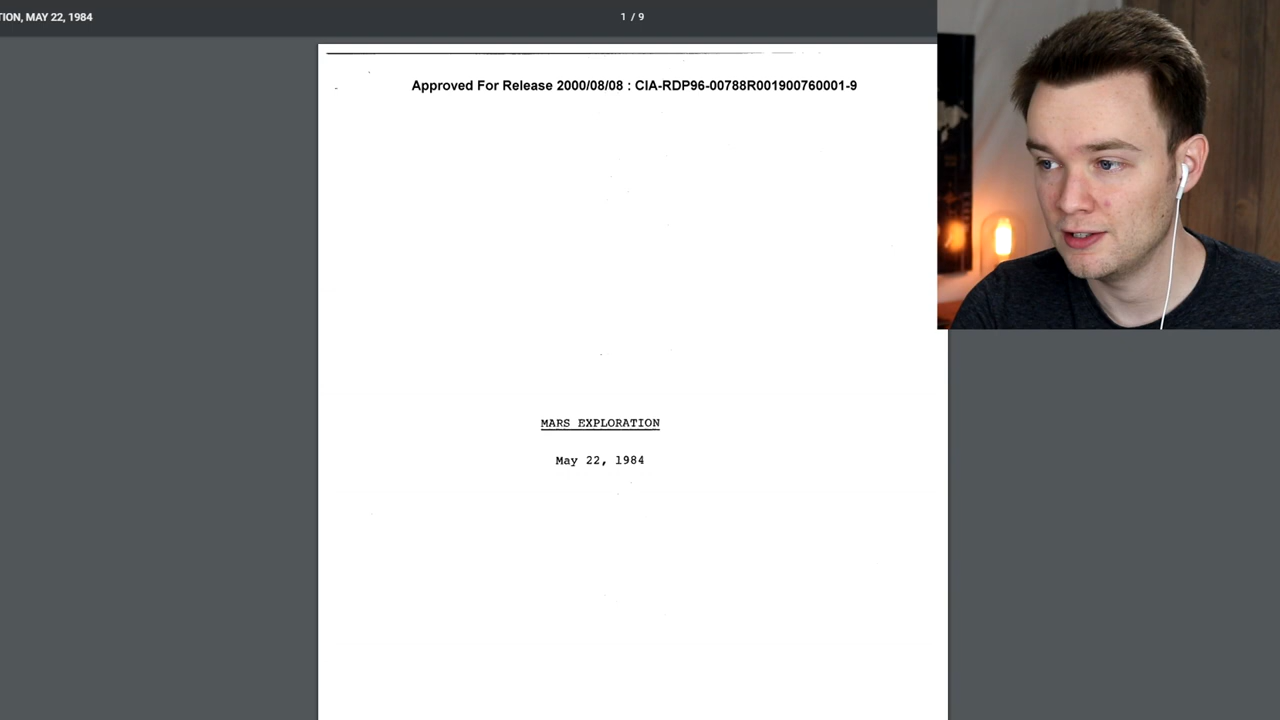 TION, MAY 22, 1984
1 / 9
Approved For Release 2000/08/08 : CIA-RDP96-00788R001900760001-9
MARS EXPLORATION
May 22, 1984